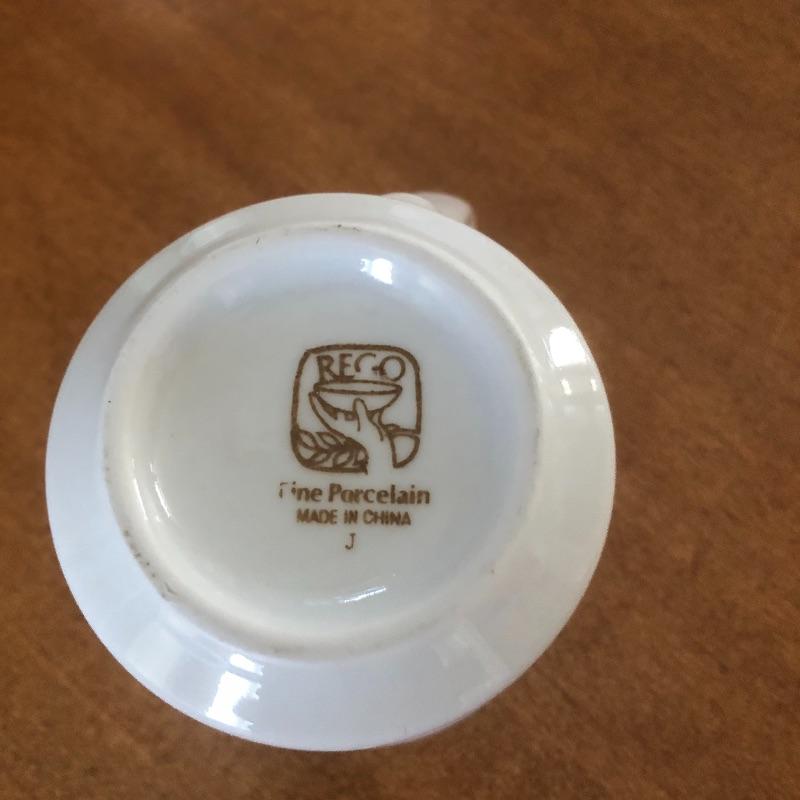 REGO
Fine Porcelain
MADE IN CHINA
J